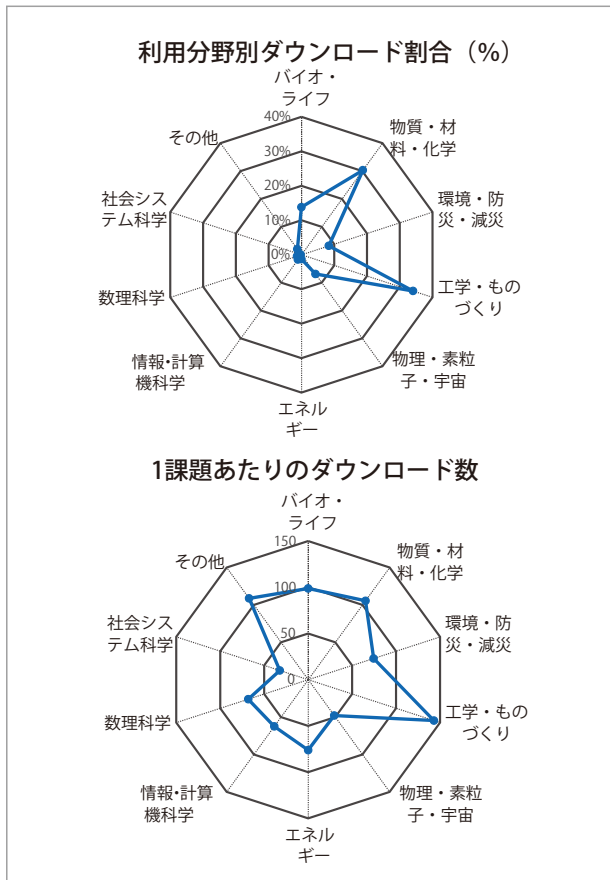 利用分野別ダウンロード割合（%）
バイオ・
ライフ
物質・材
料・化学
環境・防
災・減災
工学・もの
づくり
物理・素粒
子・宇宙
エネル
ギー
情報・計算
機科学
数理科学
社会シス
テム科学
その他
40%
30%
20%
10%
0%
1課題あたりのダウンロード数
バイオ・
ライフ
物質・材
料・化学
環境・防
災・減災
工学・もの
づくり
物理・素粒
子・宇宙
エネル
ギー
情報・計算
機科学
数理科学
社会シス
テム科学
その他
150
100
50
0